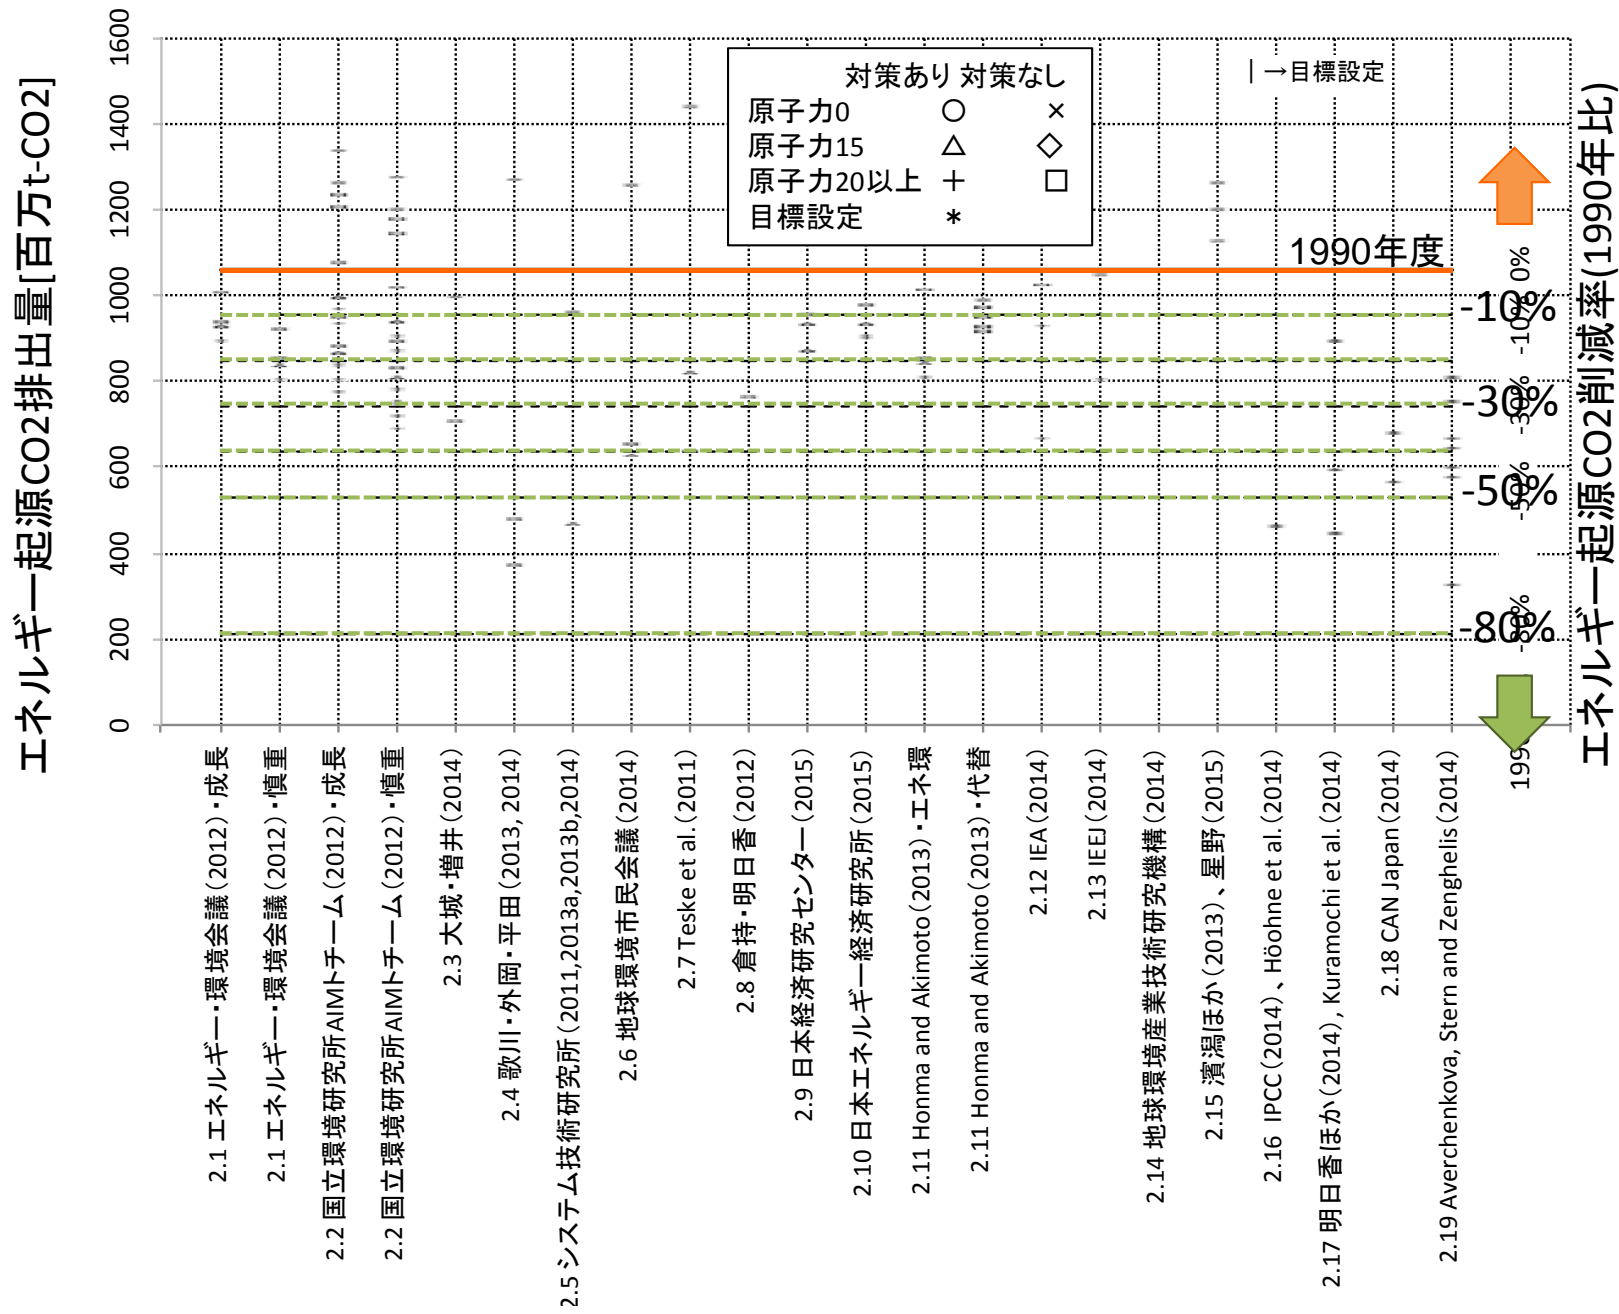 エネルギー起源CO2排出量[百万t-CO2]
1600
1400
1200
1000
800
600
400
200
0
対策あり 対策なし
原子力0 ○ ×
原子力15 △ ◇
原子力20以上 + □
目標設定 *
| →目標設定
1990年度
-10%
-30%
-50%
-80%
0%
-10%
-30%
-50%
-80%
エネルギー起源CO2削減率(1990年比)
2.1 エネルギー・環境会議(2012)・成長
2.1 エネルギー・環境会議(2012)・慎重
2.2 国立環境研究所AIMトチーム(2012)・成長
2.2 国立環境研究所AIMトチーム(2012)・慎重
2.3 大城・増井(2014)
2.4 歌川・外岡・平田(2013, 2014)
2.5 システム技術研究所(2011,2013a,2013b,2014)
2.6 地球環境市民会議(2014)
2.7 Teske et al.(2011)
2.8 倉持・明日香(2012)
2.9 日本経済研究センター(2015)
2.10 日本エネルギー経済研究所(2015)
2.11 Honma and Akimoto(2013)・エネ環
2.11 Honma and Akimoto(2013)・代替
2.12 IEA(2014)
2.13 IEEJ(2014)
2.14 地球環境産業技術研究機構(2014)
2.15 濱潟ほか(2013)、星野(2015)
2.16 IPCC(2014)、Höohne et al.(2014)
2.17 明日香ほか(2014), Kuramochi et al.(2014)
2.18 CAN Japan(2014)
2.19 Averchenkova, Stern and Zenghelis(2014)